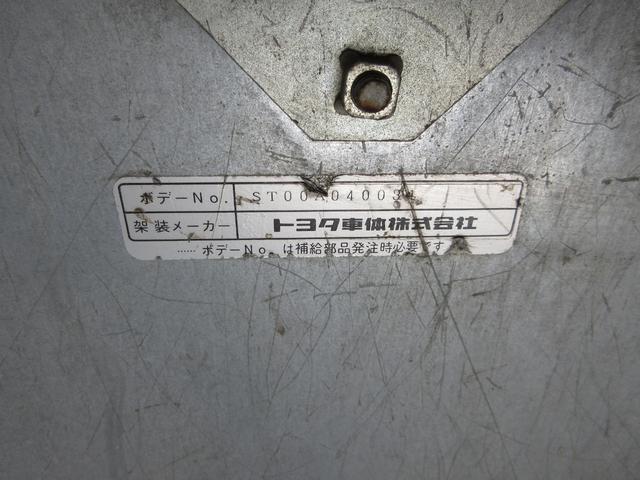 ボデーNo. ST00A040034
架装メーカー トヨタ車体株式会社
……ボデーNo.は補給部品発注時必要です